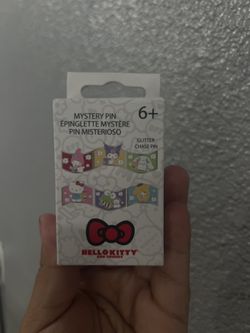 MYSTERY PIN
ÉPINGLETTE MYSTÈRE
PIN MISTERIOSO
6+
GLITTER
CHASE PIN
HELLO KITTY
AND FRIENDS